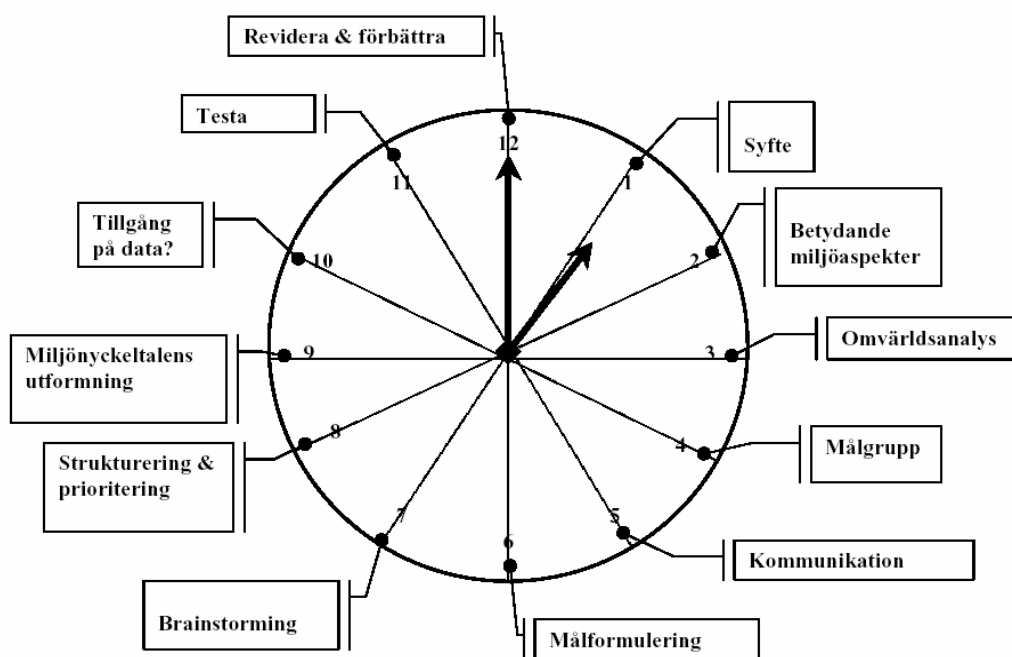 Revidera & förbättra
Testa
Syfte
12
11
1
Tillgång
på data?
Betydande
miljöaspekter
10
2
Miljönyckeltalens
utformning
9
3
Omvärldsanalys
Strukturering &
prioritering
8
4
Målgrupp
7
5
6
Kommunikation
Brainstorming
Målformulering